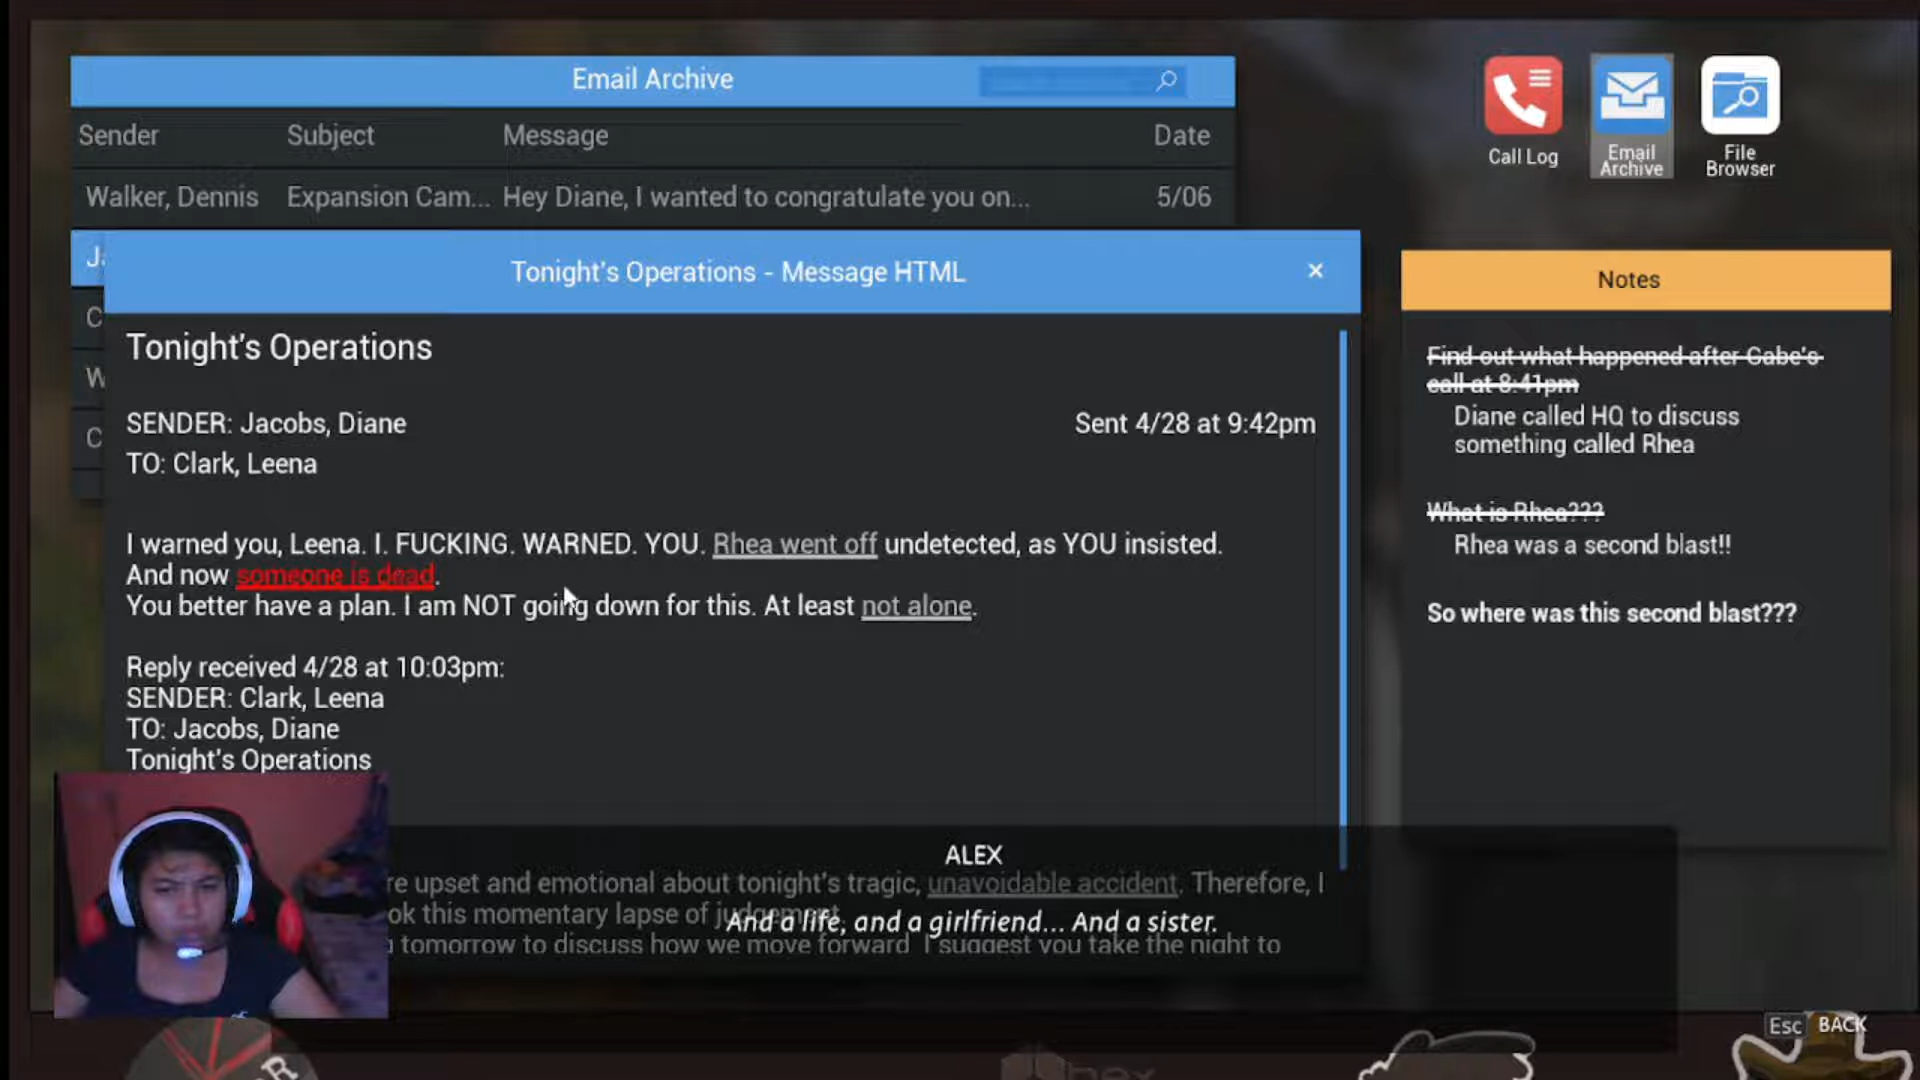 Email Archive
Sender Subject Message Date
Walker, Dennis Expansion Cam... Hey Diane, I wanted to congratulate you on... 5/06
Call Log
Email
Archive
File
Browser
J
C
W
C
Tonight's Operations - Message HTML ×
Tonight's Operations
SENDER: Jacobs, Diane Sent 4/28 at 9:42pm
TO: Clark, Leena
I warned you, Leena. I. FUCKING. WARNED. YOU. Rhea went off undetected, as YOU insisted.
And now someone is dead.
You better have a plan. I am NOT going down for this. At least not alone.
Reply received 4/28 at 10:03pm:
SENDER: Clark, Leena
TO: Jacobs, Diane
Tonight's Operations
re upset and emotional about tonight's tragic, unavoidable accident. Therefore, I
ok this momentary lapse of judgement.
tomorrow to discuss how we move forward. I suggest you take the night to
ALEX
And a life, and a girlfriend... And a sister.
Notes
Find out what happened after Gabe's
call at 8:41pm
Diane called HQ to discuss
something called Rhea
What is Rhea???
Rhea was a second blast!!
So where was this second blast???
Esc BACK